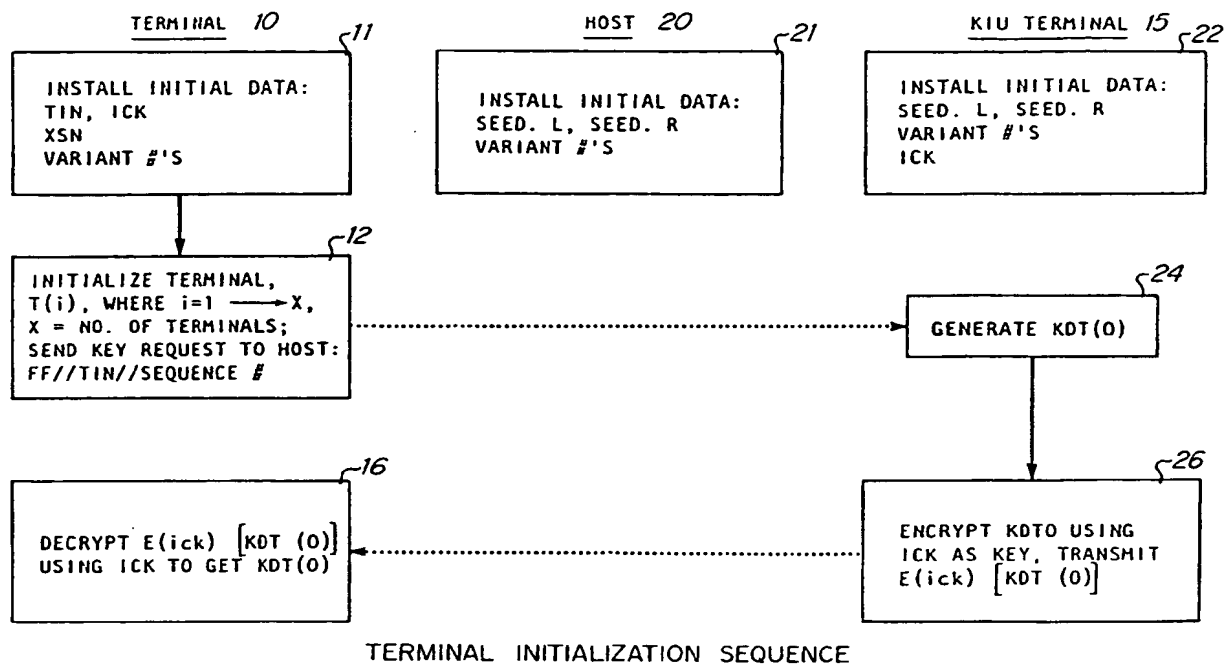 TERMINAL 10
HOST 20
KIU TERMINAL 15
11
21
22
INSTALL INITIAL DATA:
TIN, ICK
XSN
VARIANT #'S
INSTALL INITIAL DATA:
SEED. L, SEED. R
VARIANT #'S
INSTALL INITIAL DATA:
SEED. L, SEED. R
VARIANT #'S
ICK
12
INITIALIZE TERMINAL,
T(i), WHERE i=1 → X,
X = NO. OF TERMINALS;
SEND KEY REQUEST TO HOST:
FF//TIN//SEQUENCE #
24
GENERATE KDT(0)
16
DECRYPT E(ick) [KDT (0)]
USING ICK TO GET KDT(0)
26
ENCRYPT KDTO USING
ICK AS KEY, TRANSMIT
E(ick) [KDT (0)]
TERMINAL INITIALIZATION SEQUENCE